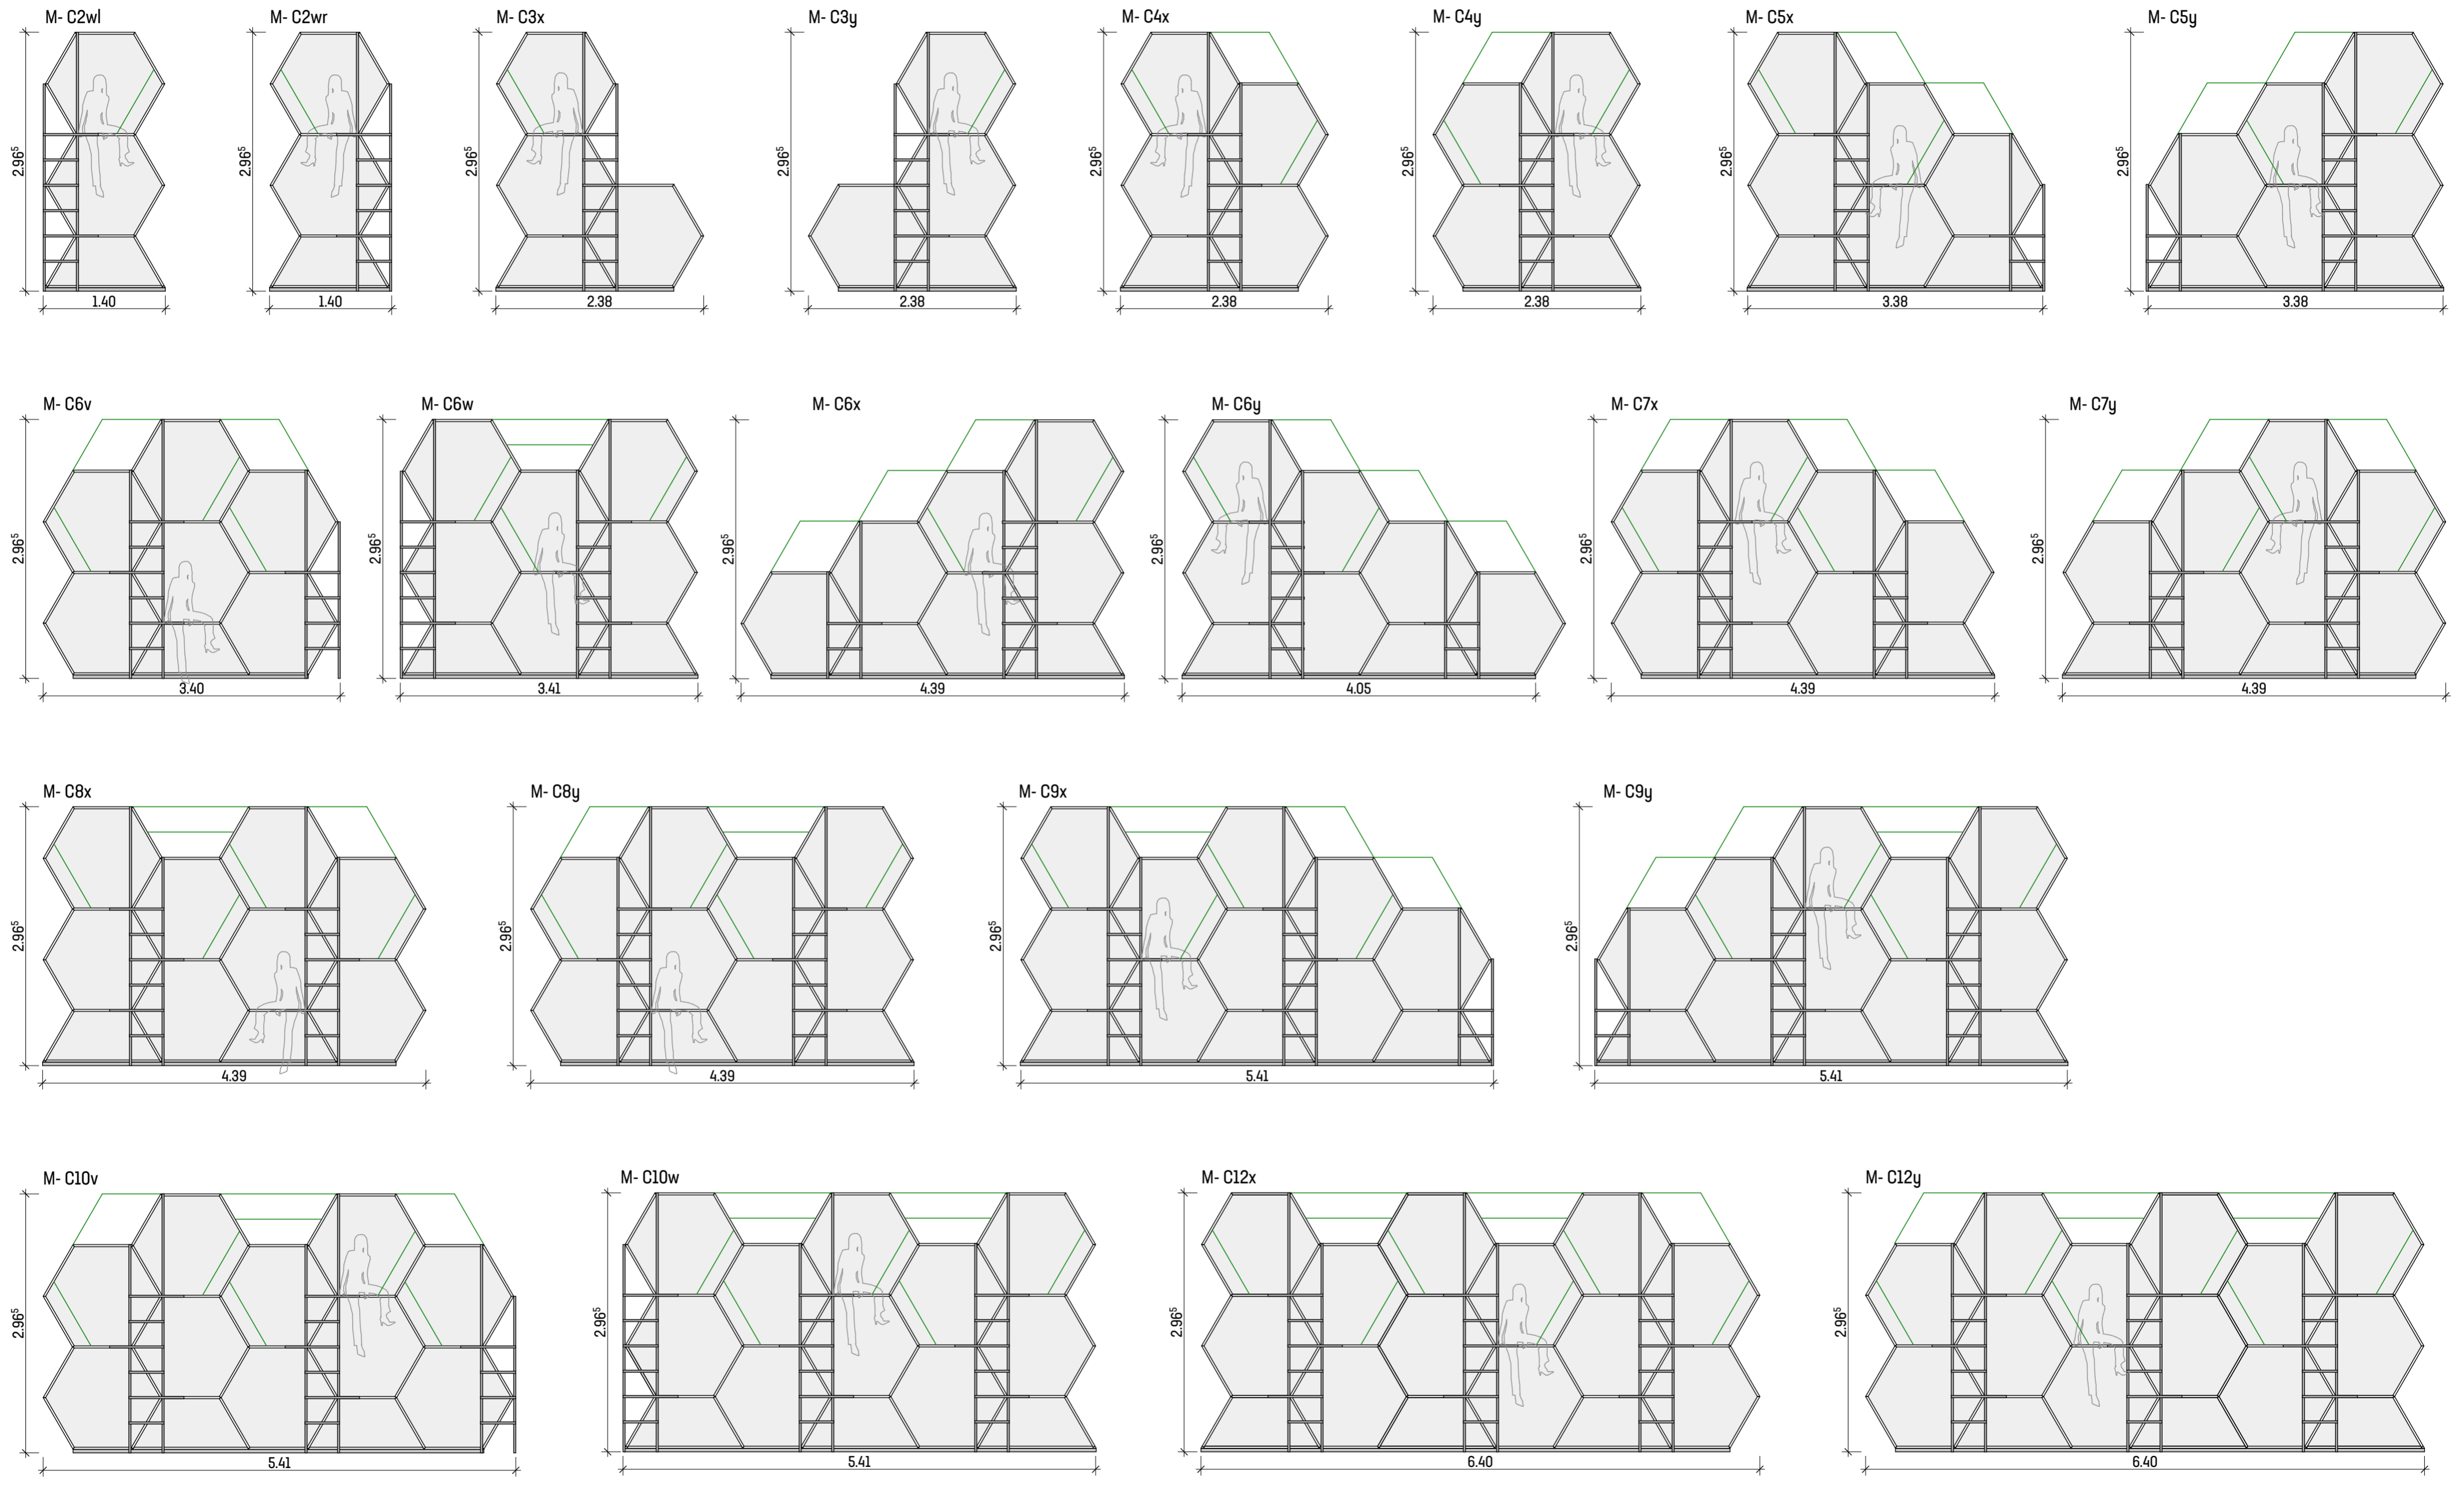 M- C2wl
M- C2wr
M- C3x
M- C3y
M- C4x
M- C4y
M- C5x
M- C5y
2.96⁵
2.96⁵
2.96⁵
2.96⁵
2.96⁵
2.96⁵
2.96⁵
2.96⁵
1.40
1.40
2.38
2.38
2.38
2.38
3.38
3.38
M- C6v
M- C6w
M- C6x
M- C6y
M- C7x
M- C7y
2.96⁵
2.96⁵
2.96⁵
2.96⁵
2.96⁵
2.96⁵
3.40
3.41
4.39
4.05
4.39
4.39
M- C8x
M- C8y
M- C9x
M- C9y
2.96⁵
2.96⁵
2.96⁵
2.96⁵
4.39
4.39
5.41
5.41
M- C10v
M- C10w
M- C12x
M- C12y
2.96⁵
2.96⁵
2.96⁵
2.96⁵
5.41
5.41
6.40
6.40